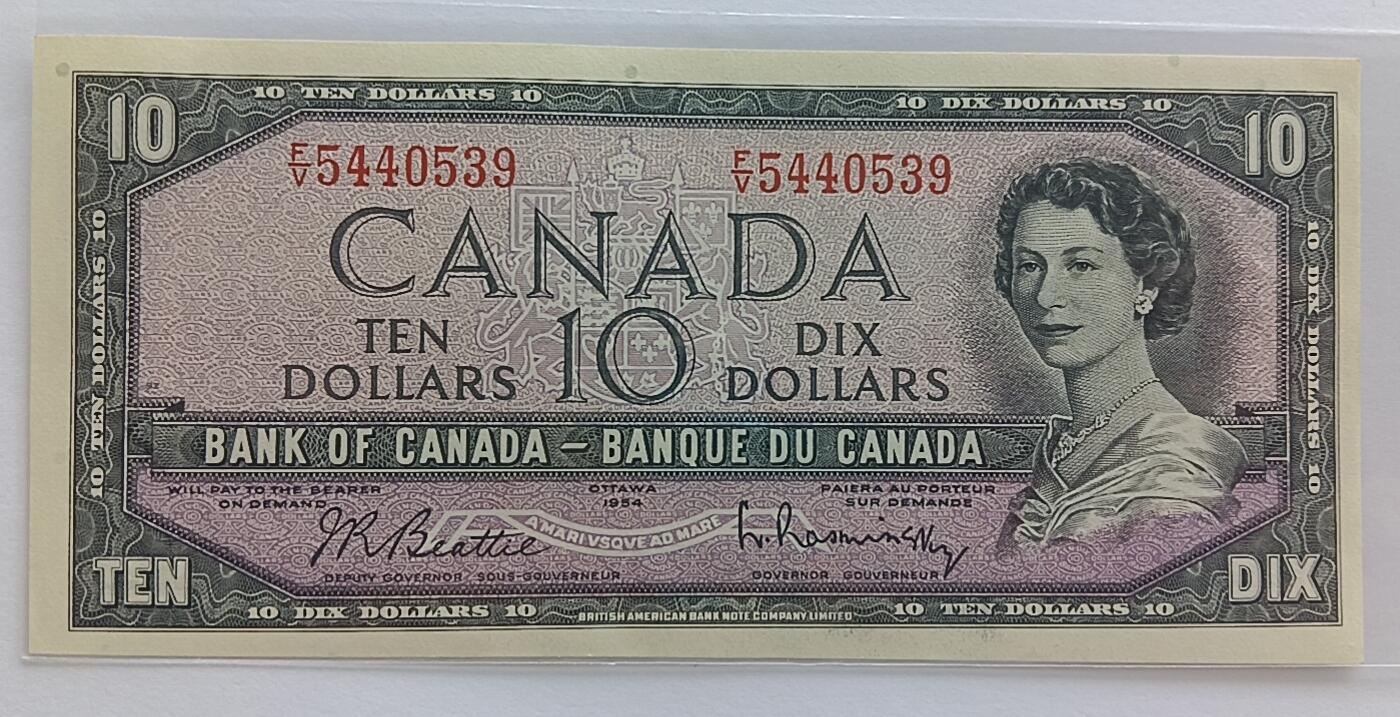 10 TEN DOLLARS 10
10 DIX DOLLARS 10
10
10
F/V 5440539
F/V 5440539
CANADA
TEN DOLLARS
10
DIX DOLLARS
10 TEN DOLLARS 10
10 DIX DOLLARS 10
BANK OF CANADA – BANQUE DU CANADA
WILL PAY TO THE BEARER
ON DEMAND
OTTAWA
1954
PAIERA AU PORTEUR
SUR DEMANDE
J.R. Beattie
A MARI VSQVE AD MARE
L. Rasminsky
DEPUTY GOVERNOR SOUS-GOUVERNEUR
GOVERNOR GOUVERNEUR
TEN
DIX
10 DIX DOLLARS 10
BRITISH AMERICAN BANK NOTE COMPANY LIMITED
10 TEN DOLLARS 10